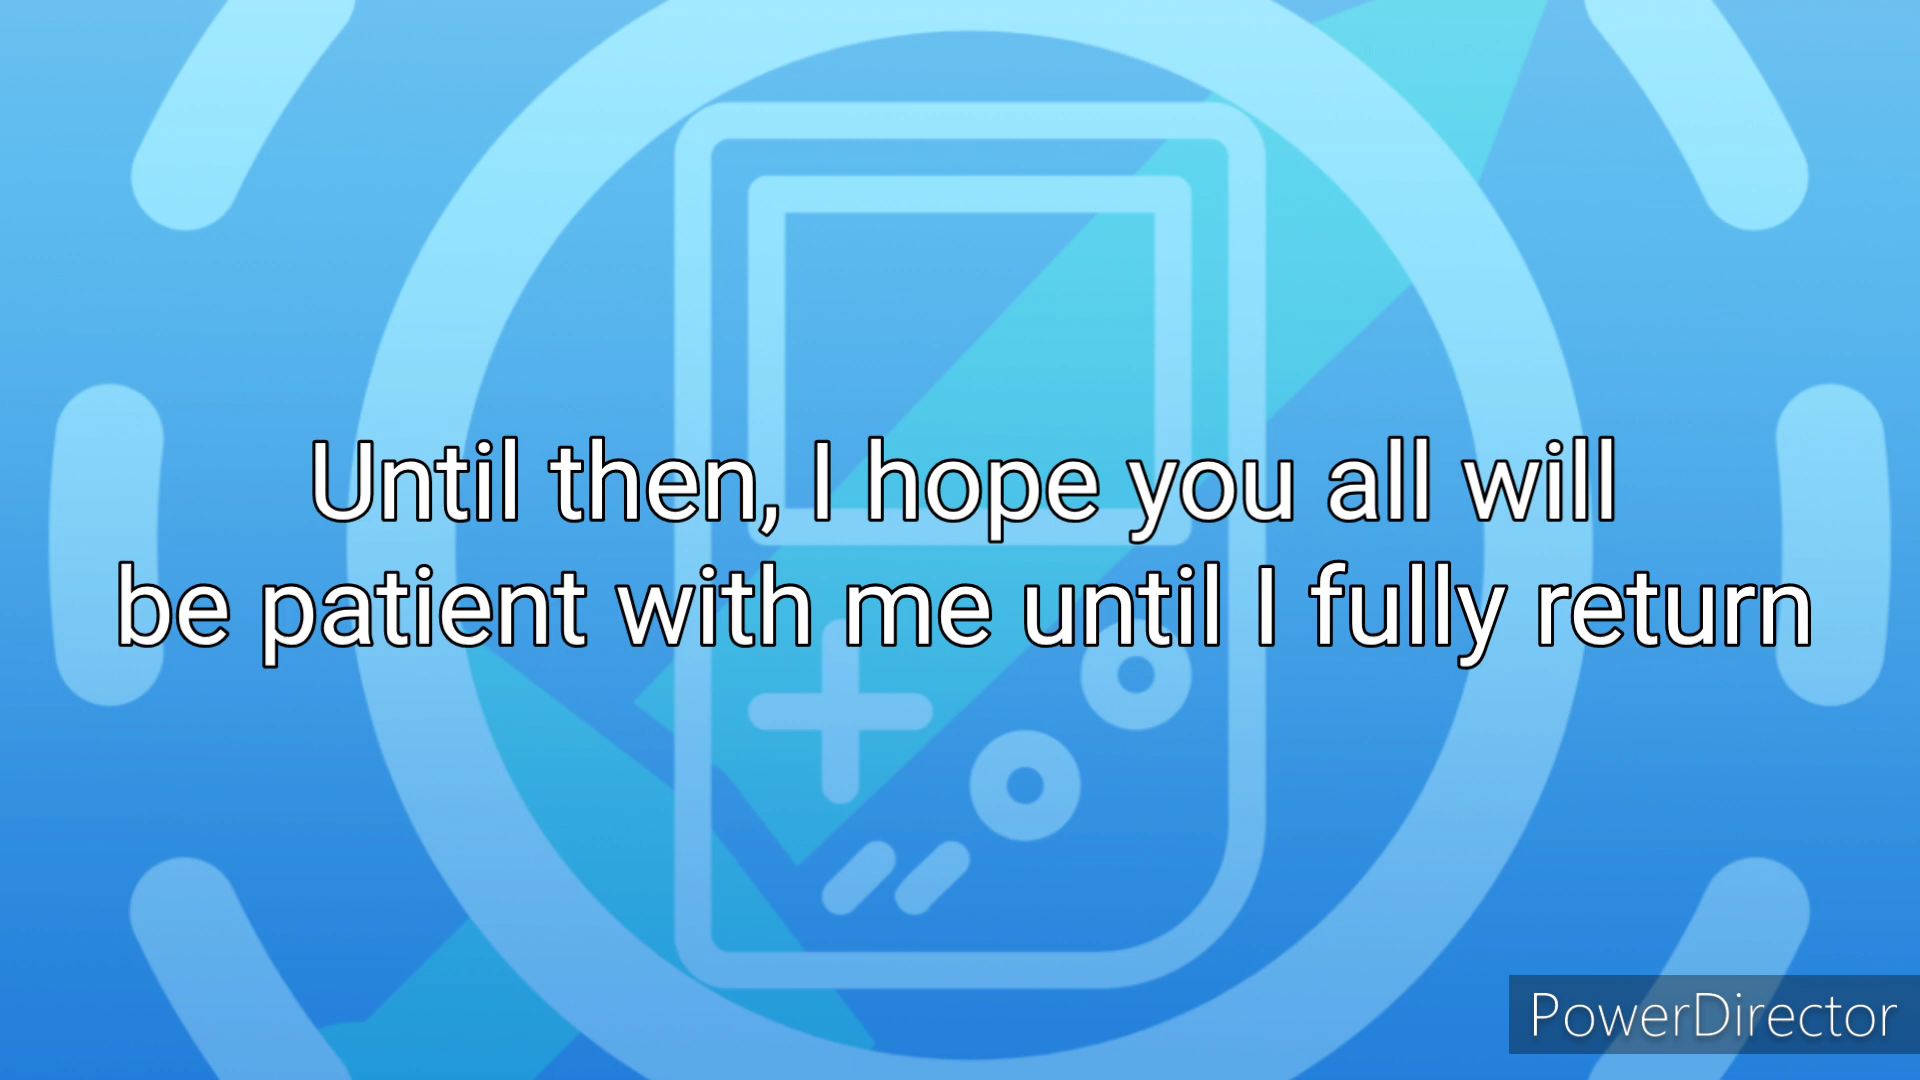 Until then, I hope you all will
be patient with me until I fully return
PowerDirector